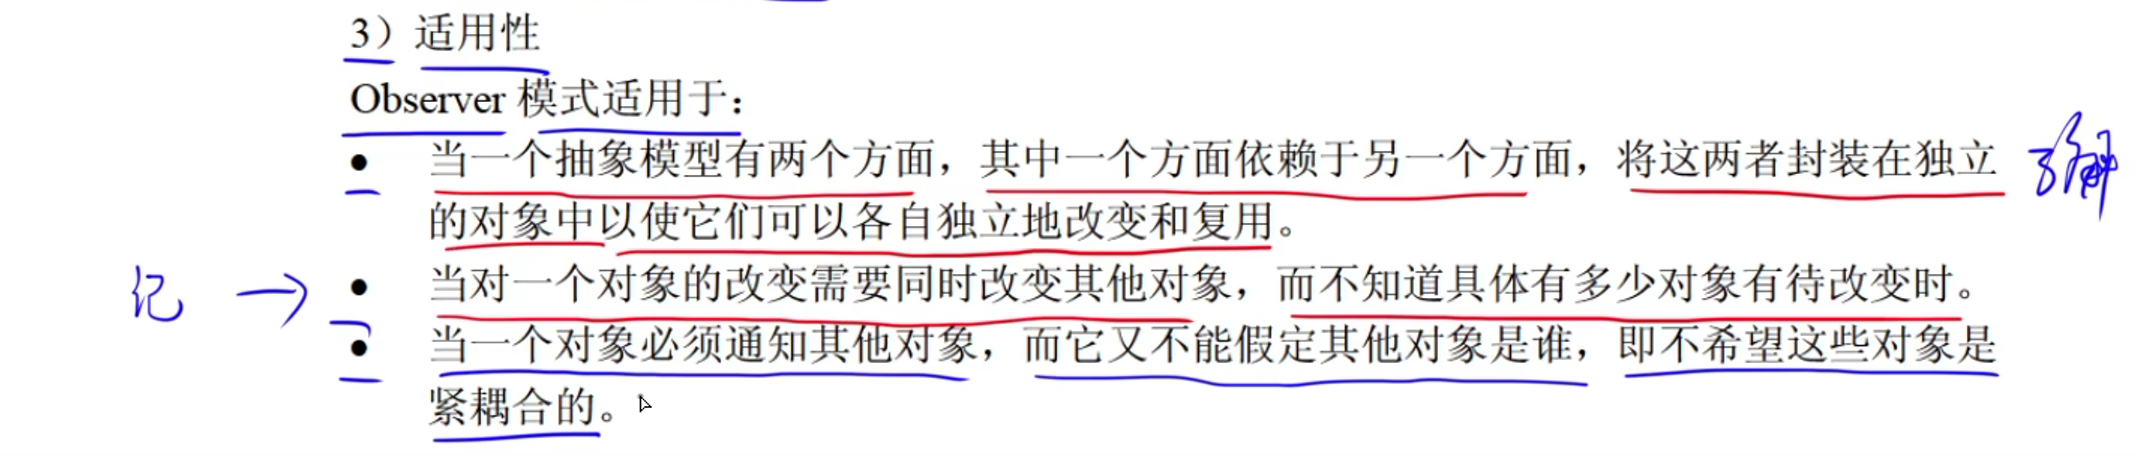 3）适用性
Observer 模式适用于：
● 当一个抽象模型有两个方面，其中一个方面依赖于另一个方面，将这两者封装在独立 了解
的对象中以使它们可以各自独立地改变和复用。
记 → ● 当对一个对象的改变需要同时改变其他对象，而不知道具体有多少对象有待改变时。
● 当一个对象必须通知其他对象，而它又不能假定其他对象是谁，即不希望这些对象是
紧耦合的。